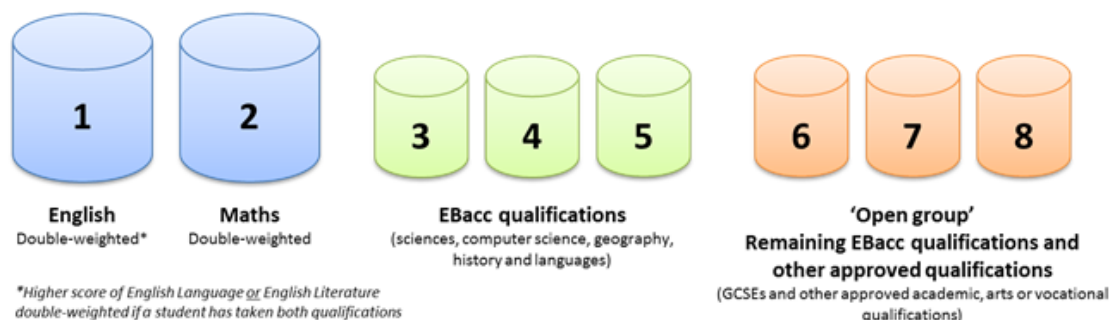 1
2
3
4
5
6
7
8
English
Double-weighted*
Maths
Double-weighted
EBacc qualifications
(sciences, computer science, geography,
history and languages)
‘Open group’
Remaining EBacc qualifications and
other approved qualifications
(GCSEs and other approved academic, arts or vocational
qualifications)
*Higher score of English Language or English Literature
double-weighted if a student has taken both qualifications